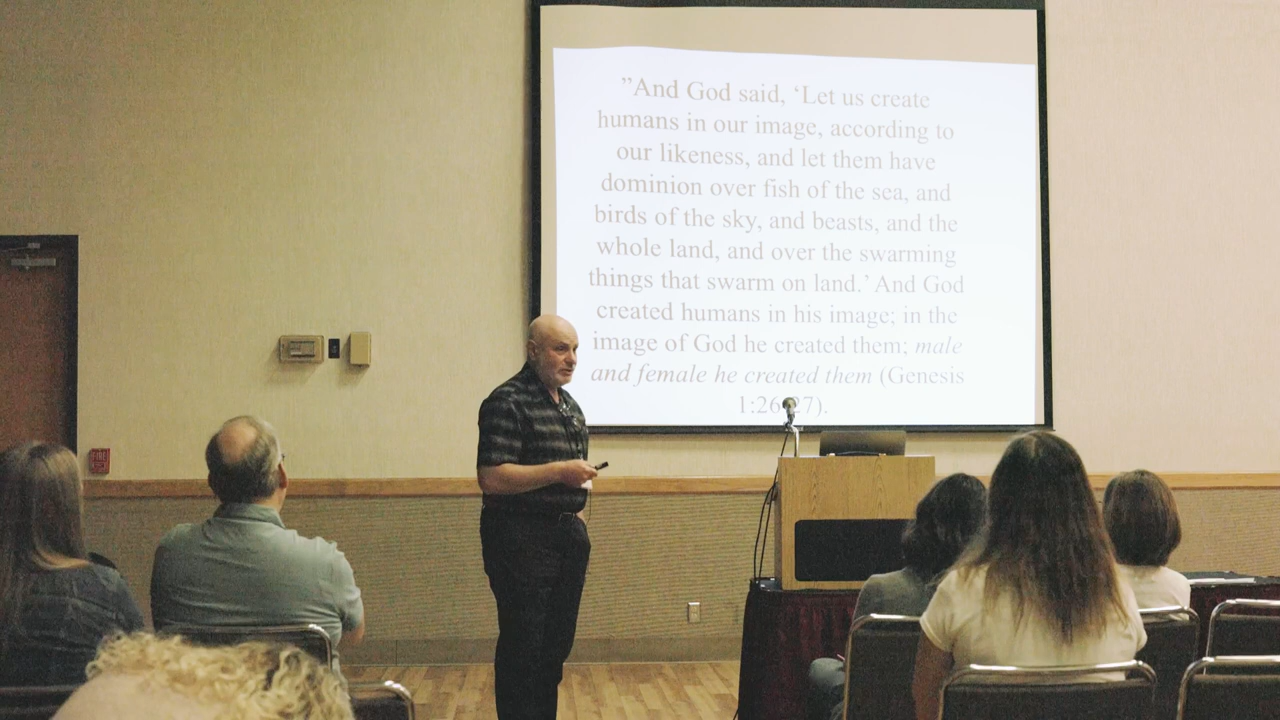 ”And God said, ‘Let us create
humans in our image, according to
our likeness, and let them have
dominion over fish of the sea, and
birds of the sky, and beasts, and the
whole land, and over the swarming
things that swarm on land.’ And God
created humans in his image; in the
image of God he created them; male
and female he created them (Genesis
1:26-27).
FIRE